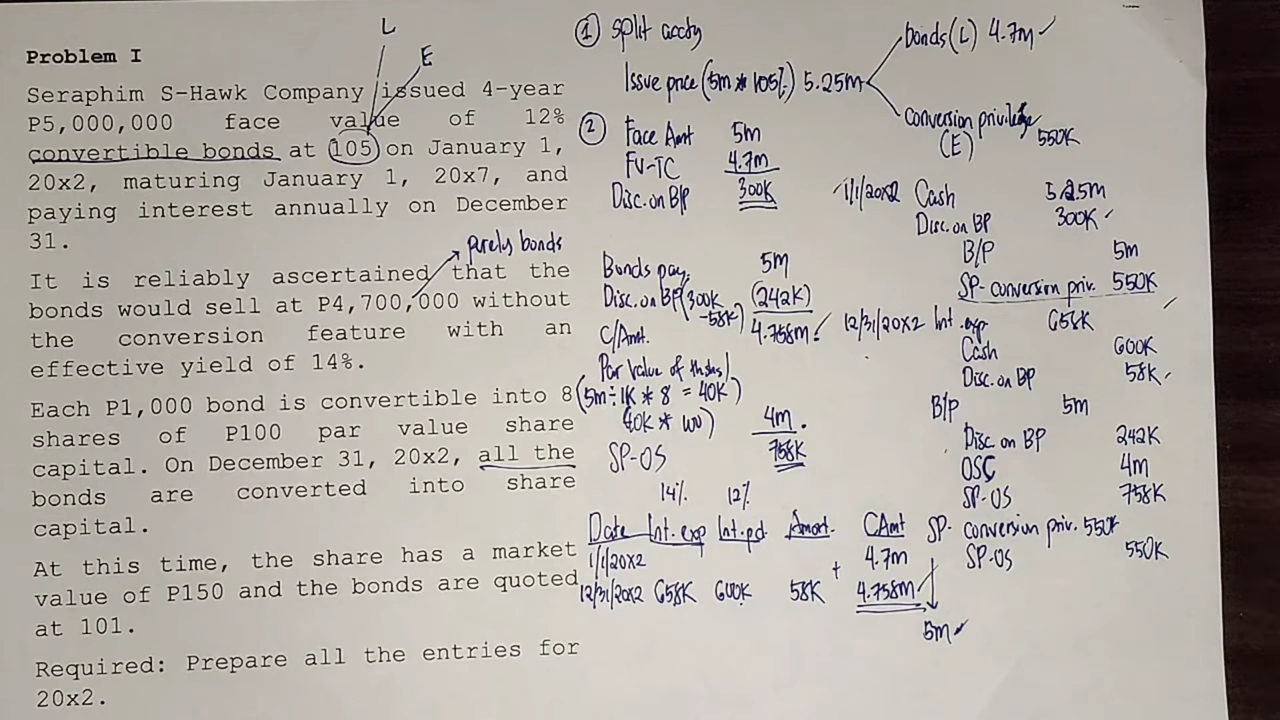 L
E
Problem I
Seraphim S-Hawk Company issued 4-year
P5,000,000 face value of 12%
convertible bonds at 105 on January 1,
20x2, maturing January 1, 20x7, and
paying interest annually on December
31.
purely bonds
It is reliably ascertained that the
bonds would sell at P4,700,000 without
the conversion feature with an
effective yield of 14%.
Each P1,000 bond is convertible into 8
shares of P100 par value share
capital. On December 31, 20x2, all the
bonds are converted into share
capital.
At this time, the share has a market
value of P150 and the bonds are quoted
at 101.
Required: Prepare all the entries for
20x2.
① Split acctg
bonds (L) 4.7m ✓
Issue price (5m * 105%) 5.25m
conversion privilege
(E) 550K
② Face Amt 5m
FV-TC 4.7m
Disc. on B/P 300K
Bonds pay. 5m
Disc. on BP (300K (242K)
-58K)
C/Amt. 4.758m
Par value of
(5m ÷ 1K * 8 = 40K)
40K * 100) 4m
SP-OS 758K
14% 12%
Date Int. exp Int. pd. Amort. CAmt
1/1/20x2 4.7m
12/31/20x2 658K 600K 58K + 4.758m
5m ✓
1/1/20x2 Cash 5.25m
Disc. on BP 300K ✓
B/P 5m
SP- conversion priv. 550K
12/31/20x2 Int. exp 658K
Cash 600K
Disc. on BP 58K
B/P 5m
Disc on BP 242K
OSC 4m
SP-OS 758K
SP- conversion priv. 550K
SP-OS 550K